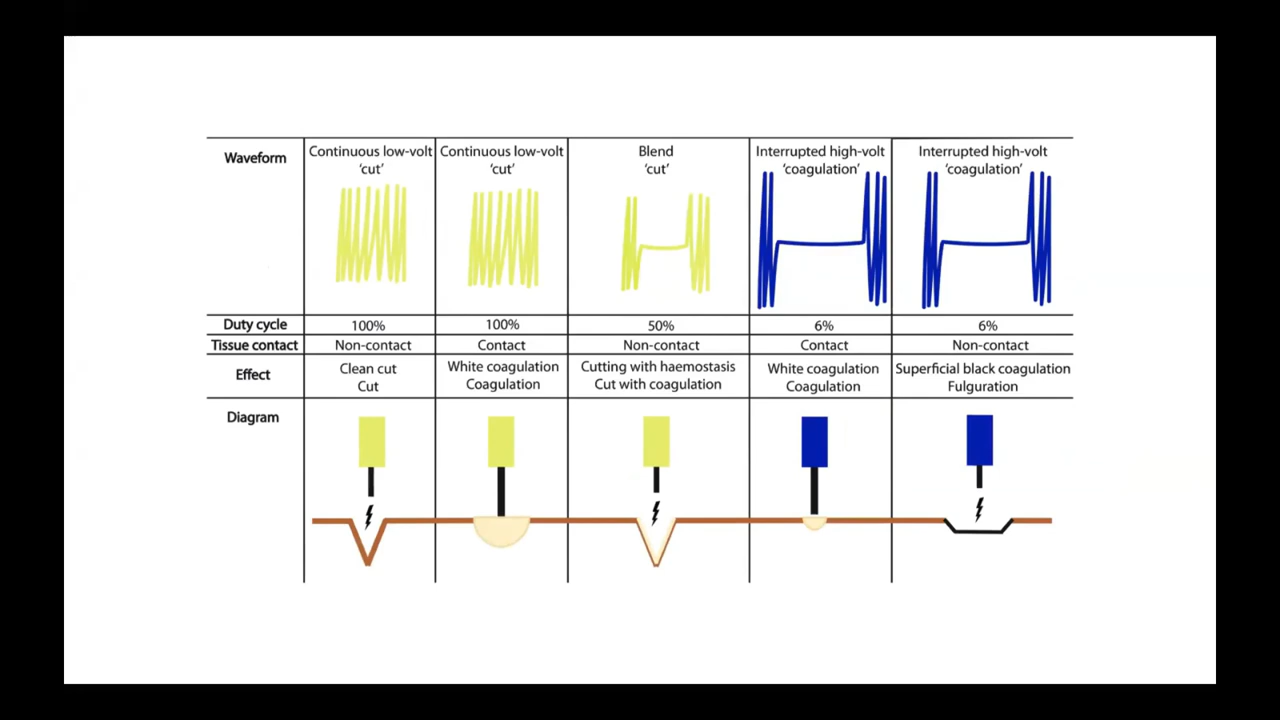 Waveform
Continuous low-volt
‘cut’
Continuous low-volt
‘cut’
Blend
‘cut’
Interrupted high-volt
‘coagulation’
Interrupted high-volt
‘coagulation’
Duty cycle
100%
100%
50%
6%
6%
Tissue contact
Non-contact
Contact
Non-contact
Contact
Non-contact
Effect
Clean cut
Cut
White coagulation
Coagulation
Cutting with haemostasis
Cut with coagulation
White coagulation
Coagulation
Superficial black coagulation
Fulguration
Diagram